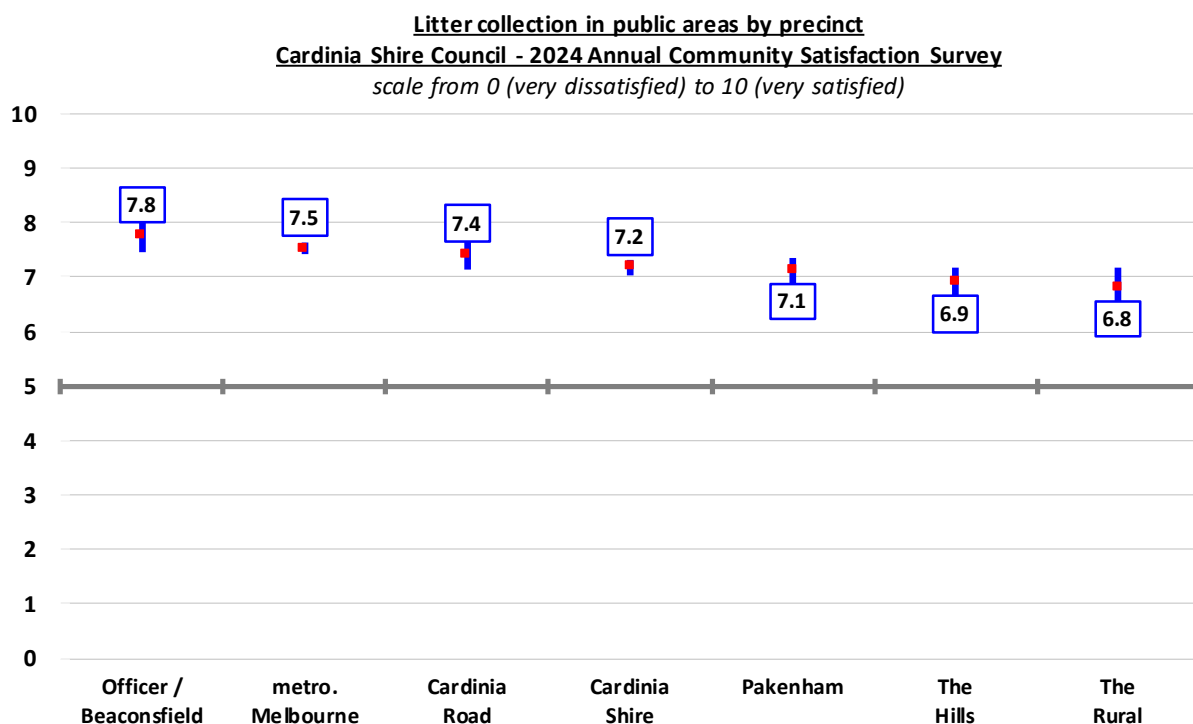 Litter collection in public areas by precinct
Cardinia Shire Council - 2024 Annual Community Satisfaction Survey
scale from 0 (very dissatisfied) to 10 (very satisfied)
10
9
8
7
6
5
4
3
2
1
0
7.8
7.5
7.4
7.2
7.1
6.9
6.8
Officer /
Beaconsfield
metro.
Melbourne
Cardinia
Road
Cardinia
Shire
Pakenham
The
Hills
The
Rural